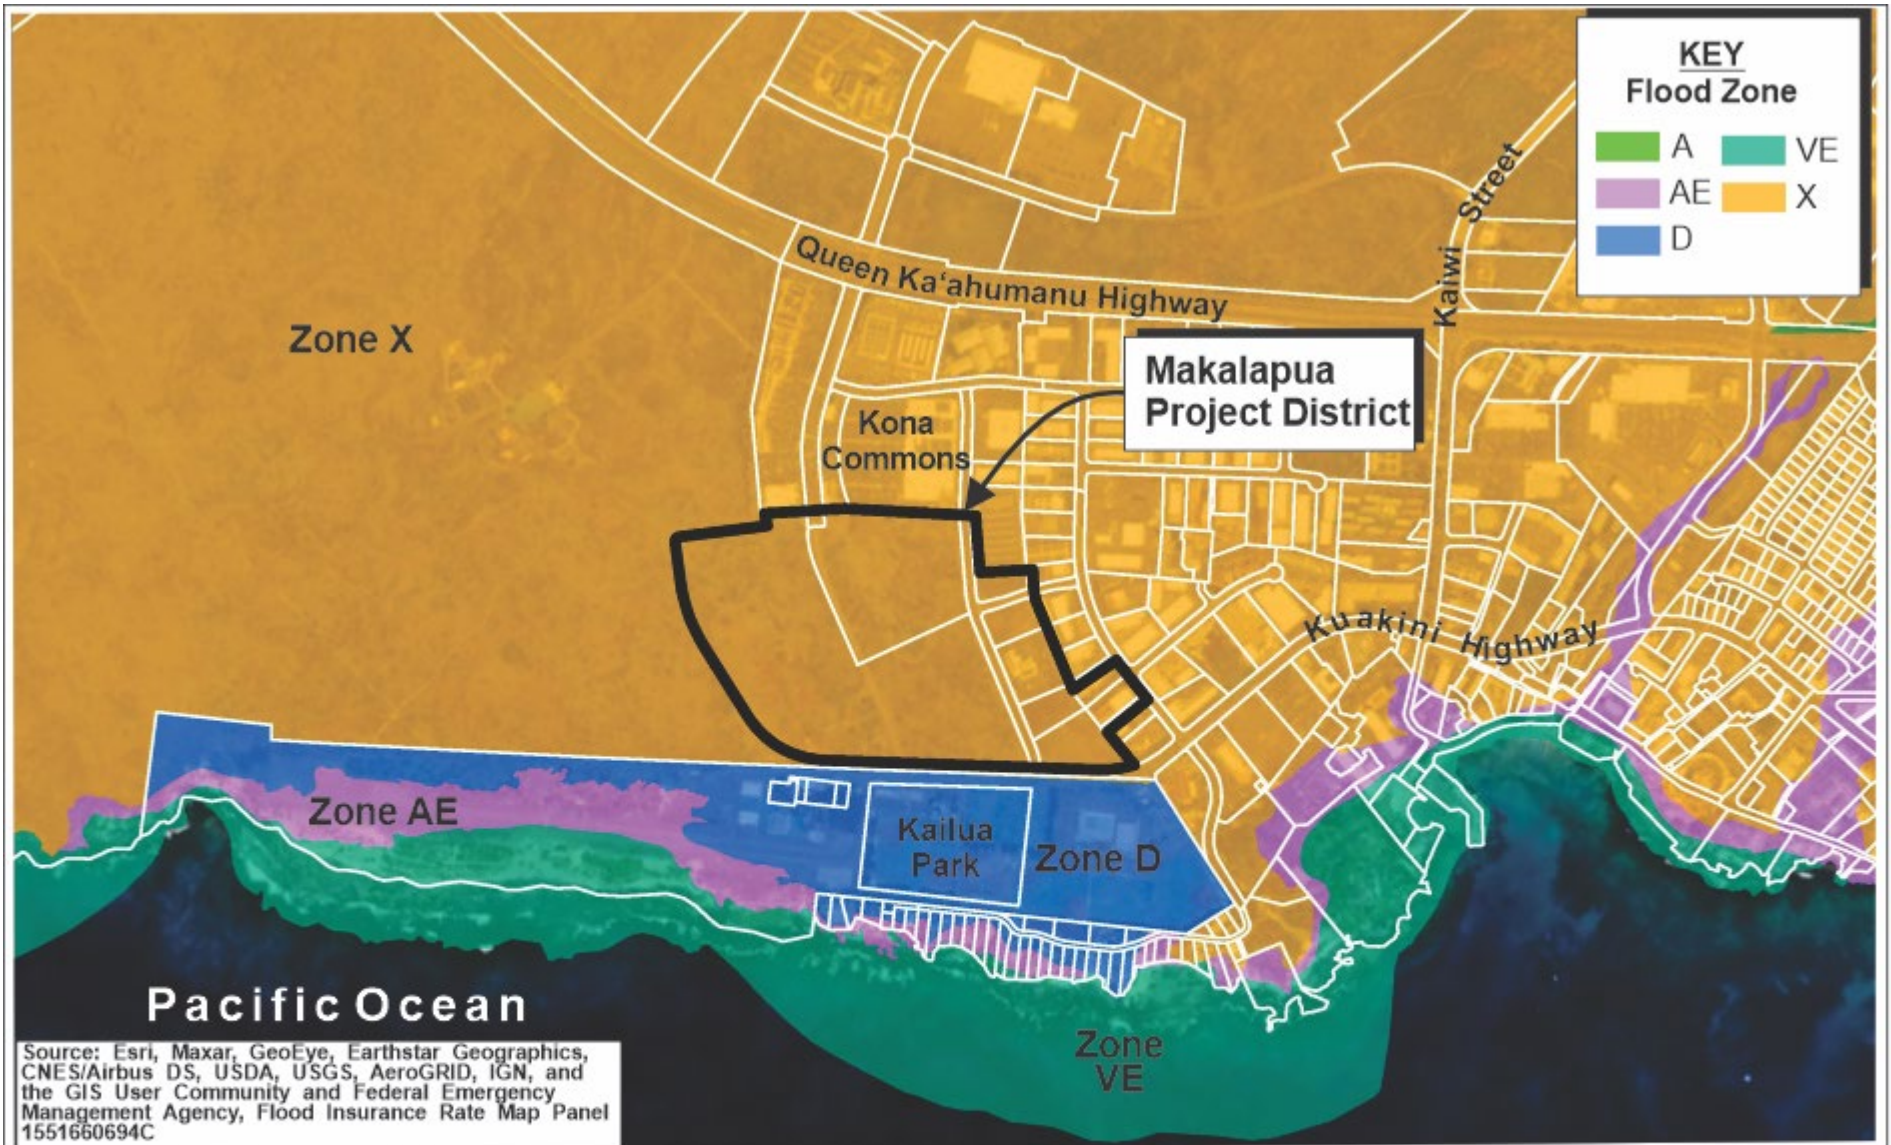 KEY
Flood Zone
A
VE
AE
X
D
Kaiwi Street
Queen Ka‘ahumanu Highway
Zone X
Makalapua
Project District
Kona
Commons
Kuakini Highway
Zone AE
Kailua
Park
Zone D
Pacific Ocean
Zone
VE
Source: Esri, Maxar, GeoEye, Earthstar Geographics,
CNES/Airbus DS, USDA, USGS, AeroGRID, IGN, and
the GIS User Community and Federal Emergency
Management Agency, Flood Insurance Rate Map Panel
1551660694C